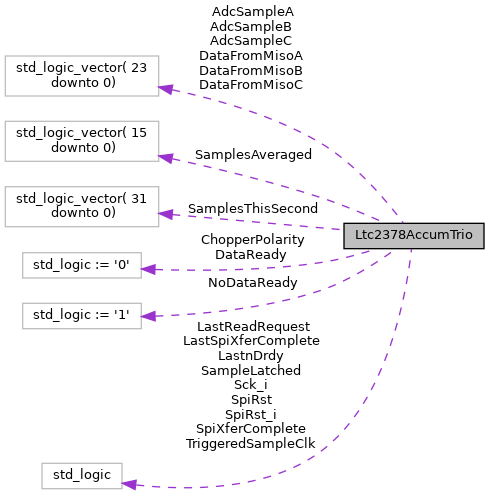 AdcSampleA
AdcSampleB
AdcSampleC
DataFromMisoA
DataFromMisoB
DataFromMisoC
std_logic_vector( 23
downto 0)
std_logic_vector( 15
downto 0)
SamplesAveraged
std_logic_vector( 31
downto 0)
SamplesThisSecond
Ltc2378AccumTrio
ChopperPolarity
DataReady
std_logic := '0'
NoDataReady
std_logic := '1'
LastReadRequest
LastSpiXferComplete
LastnDrdy
SampleLatched
Sck_i
SpiRst
SpiRst_i
SpiXferComplete
TriggeredSampleClk
std_logic